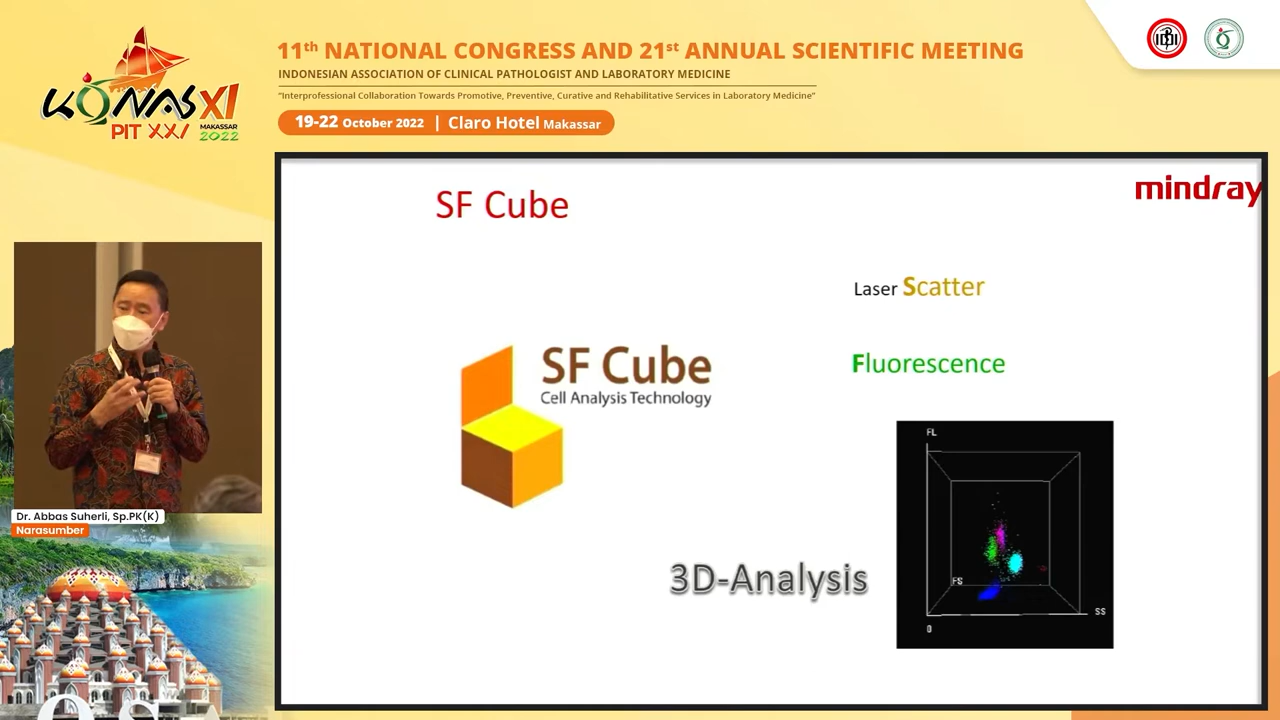 KONAS XI
PIT XXI
MAKASSAR
2022
11th NATIONAL CONGRESS AND 21st ANNUAL SCIENTIFIC MEETING
INDONESIAN ASSOCIATION OF CLINICAL PATHOLOGIST AND LABORATORY MEDICINE
"Interprofessional Collaboration Towards Promotive, Preventive, Curative and Rehabilitative Services in Laboratory Medicine"
19-22 October 2022 | Claro Hotel Makassar
mindray
SF Cube
Laser Scatter
Fluorescence
SF Cube
Cell Analysis Technology
3D-Analysis
FL
FS
SS
0
Dr. Abbas Suherli, Sp.PK(K)
Narasumber